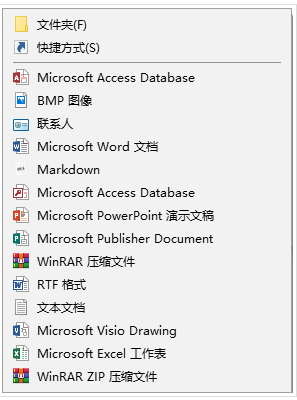 文件夹(F)
快捷方式(S)
Microsoft Access Database
BMP 图像
联系人
Microsoft Word 文档
Markdown
Microsoft Access Database
Microsoft PowerPoint 演示文稿
Microsoft Publisher Document
WinRAR 压缩文件
RTF 格式
文本文档
Microsoft Visio Drawing
Microsoft Excel 工作表
WinRAR ZIP 压缩文件